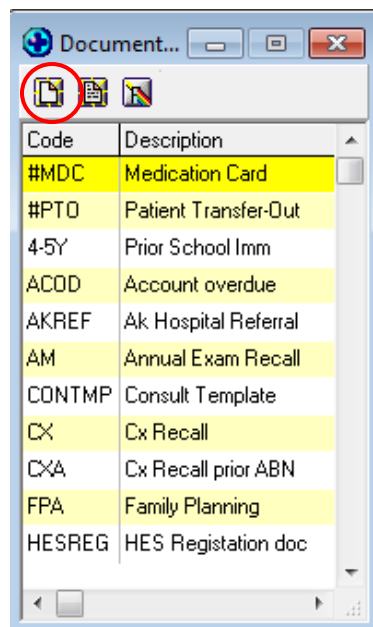 Document...
Code Description
#MDC Medication Card
#PTO Patient Transfer-Out
4-5Y Prior School Imm
ACOD Account overdue
AKREF Ak Hospital Referral
AM Annual Exam Recall
CONTMP Consult Template
CX Cx Recall
CXA Cx Recall prior ABN
FPA Family Planning
HESREG HES Registation doc